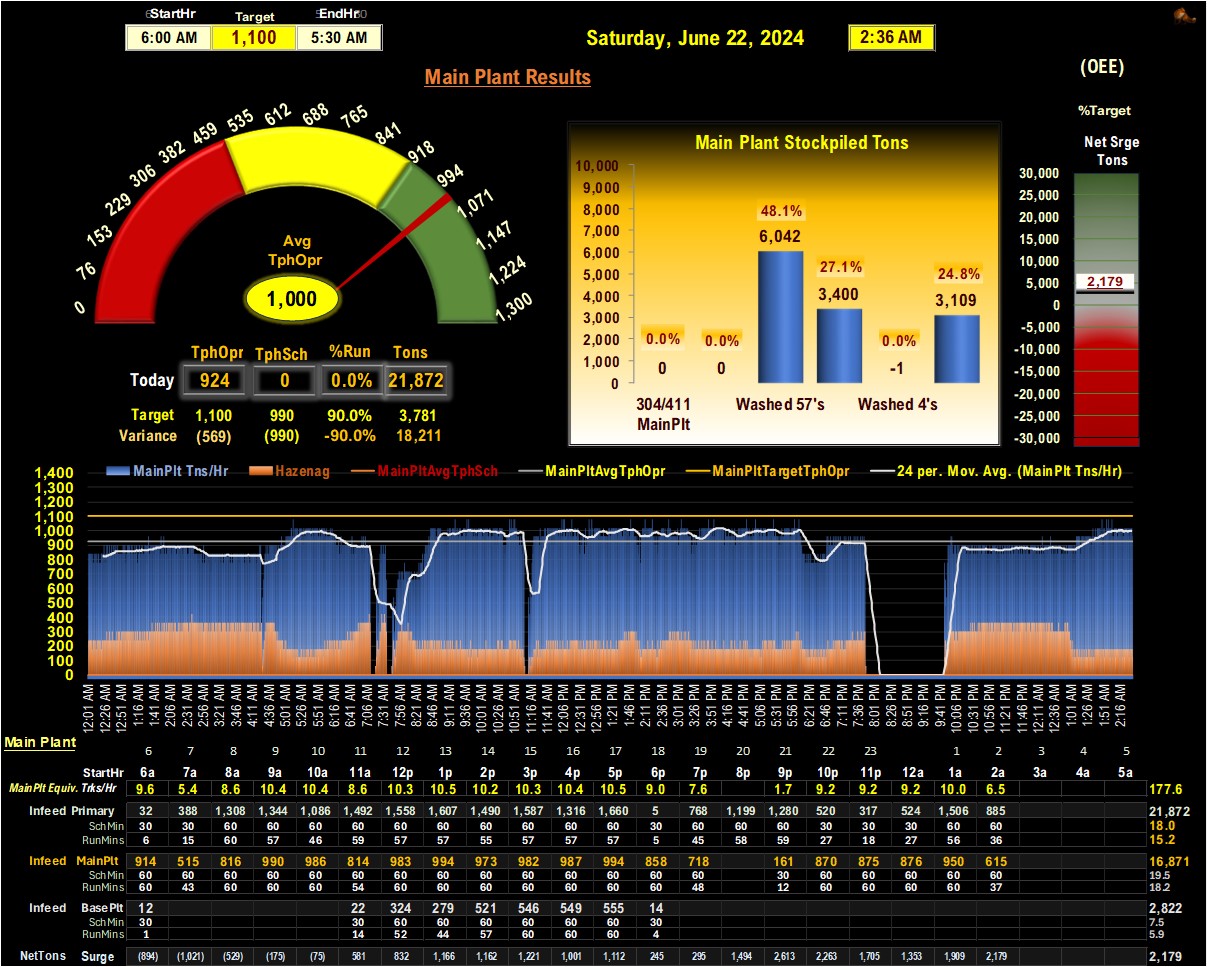 StartHr Target EndHr
6:00 AM 1,100 5:30 AM
Saturday, June 22, 2024 2:36 AM
(OEE)
Main Plant Results
%Target
Net Srge
Tons
0 76 153 229 306 382 459 535 612 688 765 841 918 994 1,071 1,147 1,224 1,300
Avg
TphOpr
1,000
TphOpr TphSch %Run Tons
Today 924 0 0.0% 21,872
Target 1,100 990 90.0% 3,781
Variance (569) (990) -90.0% 18,211
Main Plant Stockpiled Tons
10,000
9,000
8,000
7,000
6,000
5,000
4,000
3,000
2,000
1,000
0
48.1%
6,042
27.1%
3,400
24.8%
3,109
0.0% 0.0% 0.0%
0 0 -1
304/411 Washed 57's Washed 4's
MainPlt
30,000
25,000
20,000
15,000
10,000
5,000
0
-5,000
-10,000
-15,000
-20,000
-25,000
-30,000
2,179
MainPlt Tns/Hr Hazenag MainPltAvgTphSch MainPltAvgTphOpr MainPltTargetTphOpr 24 per. Mov. Avg. (MainPlt Tns/Hr)
1,400
1,300
1,200
1,100
1,000
900
800
700
600
500
400
300
200
100
0
12:01 AM 12:26 AM 12:51 AM 1:16 AM 1:41 AM 2:06 AM 2:31 AM 2:56 AM 3:21 AM 3:46 AM 4:11 AM 4:36 AM 5:01 AM 5:26 AM 5:51 AM 6:16 AM 6:41 AM 7:06 AM 7:31 AM 7:56 AM 8:21 AM 8:46 AM 9:11 AM 9:36 AM 10:01 AM 10:26 AM 10:51 AM 11:16 AM 11:41 AM 12:06 PM 12:31 PM 12:56 PM 1:21 PM 1:46 PM 2:11 PM 2:36 PM 3:01 PM 3:26 PM 3:51 PM 4:16 PM 4:41 PM 5:06 PM 5:31 PM 5:56 PM 6:21 PM 6:46 PM 7:11 PM 7:36 PM 8:01 PM 8:26 PM 8:51 PM 9:16 PM 9:41 PM 10:06 PM 10:31 PM 10:56 PM 11:21 PM 11:46 PM 12:11 AM 12:36 AM 1:01 AM 1:26 AM 1:51 AM 2:16 AM
Main Plant
6 7 8 9 10 11 12 13 14 15 16 17 18 19 20 21 22 23 1 2 3 4 5
StartHr 6a 7a 8a 9a 10a 11a 12p 1p 2p 3p 4p 5p 6p 7p 8p 9p 10p 11p 12a 1a 2a 3a 4a 5a
MainPlt Equiv. Trks/Hr 9.6 5.4 8.6 10.4 10.4 8.6 10.3 10.5 10.2 10.3 10.4 10.5 9.0 7.6 1.7 9.2 9.2 9.2 10.0 6.5 177.6
Infeed Primary 32 388 1,308 1,344 1,086 1,492 1,558 1,607 1,490 1,587 1,316 1,660 5 768 1,199 1,280 520 317 524 1,506 885 21,872
SchMin 30 30 60 60 60 60 60 60 60 60 60 60 30 60 60 60 30 30 30 60 60 18.0
RunMins 6 15 60 57 46 59 57 57 55 57 57 57 5 45 58 59 27 18 27 56 36 15.2
Infeed MainPlt 914 515 816 990 986 814 983 994 973 982 987 994 858 718 161 870 875 876 950 615 16,871
SchMin 60 60 60 60 60 60 60 60 60 60 60 60 60 60 30 60 60 60 60 60 19.5
RunMins 60 43 60 60 60 54 60 60 60 60 60 60 60 48 12 60 60 60 60 37 18.2
Infeed BasePlt 12 22 324 279 521 546 549 555 14 2,822
SchMin 30 30 60 60 60 60 60 60 30 7.5
RunMins 1 14 52 44 57 60 60 60 4 5.9
NetTons Surge (894) (1,021) (529) (175) (75) 581 832 1,166 1,162 1,221 1,001 1,112 245 295 1,494 2,613 2,263 1,705 1,353 1,909 2,179 2,179